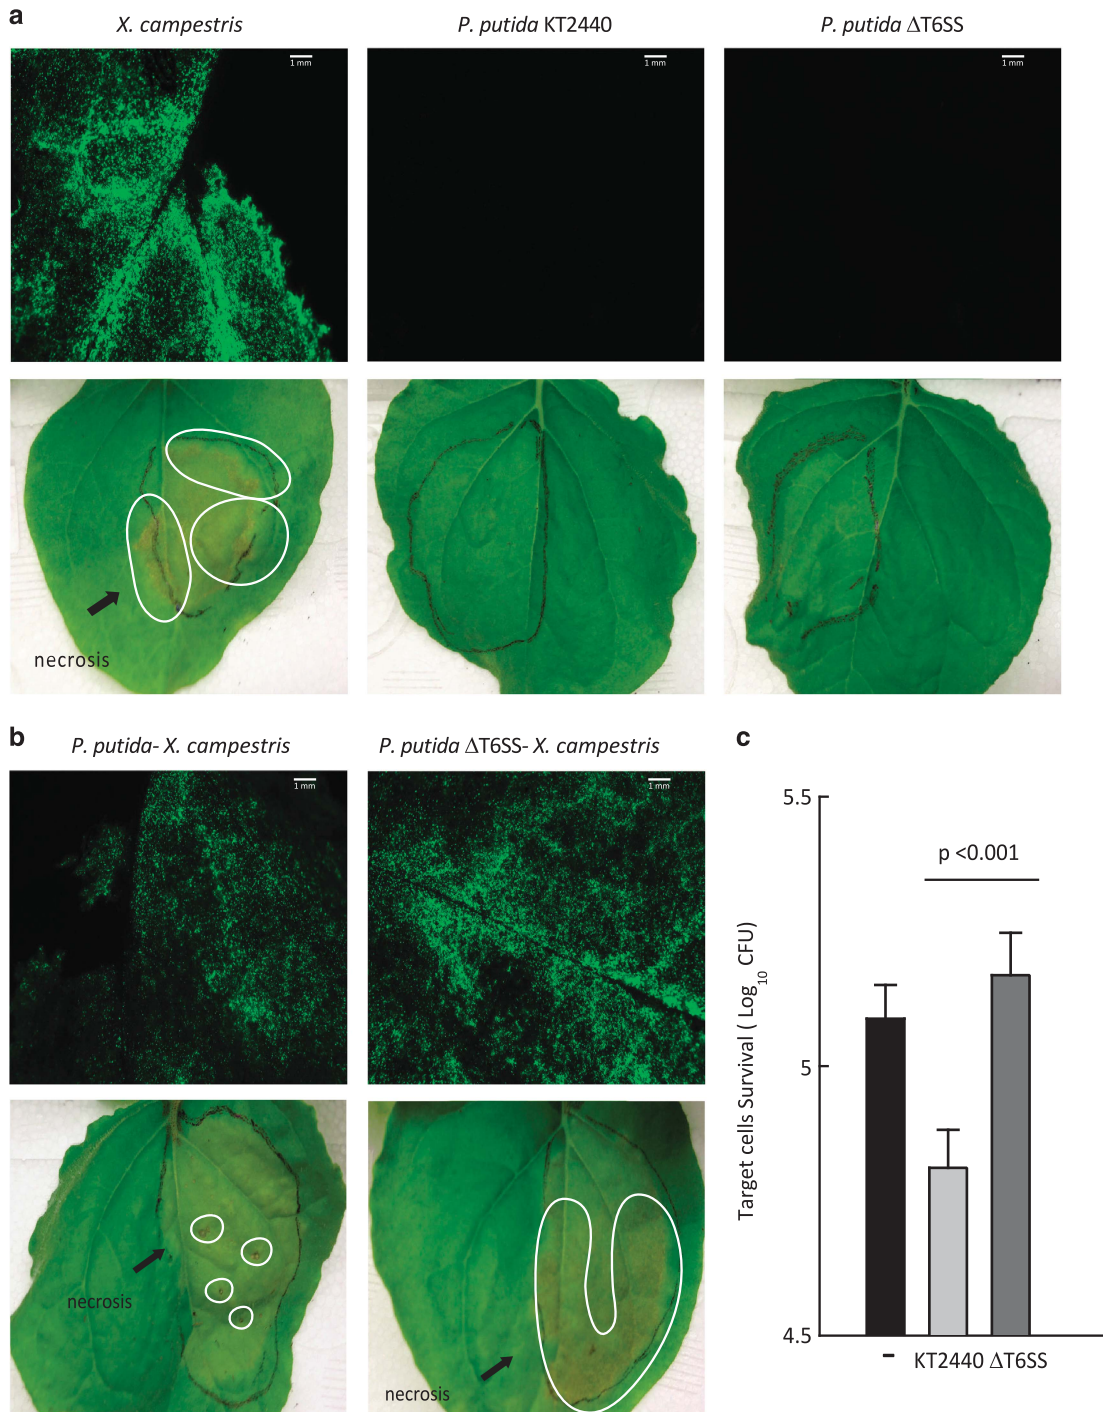 a
X. campestris
P. putida KT2440
P. putida ΔT6SS
1 mm
1 mm
1 mm
necrosis
b
P. putida- X. campestris
P. putida ΔT6SS- X. campestris
1 mm
1 mm
necrosis
necrosis
c
5.5
5
4.5
p <0.001
Target cells Survival ( Log10 CFU)
-
KT2440
ΔT6SS